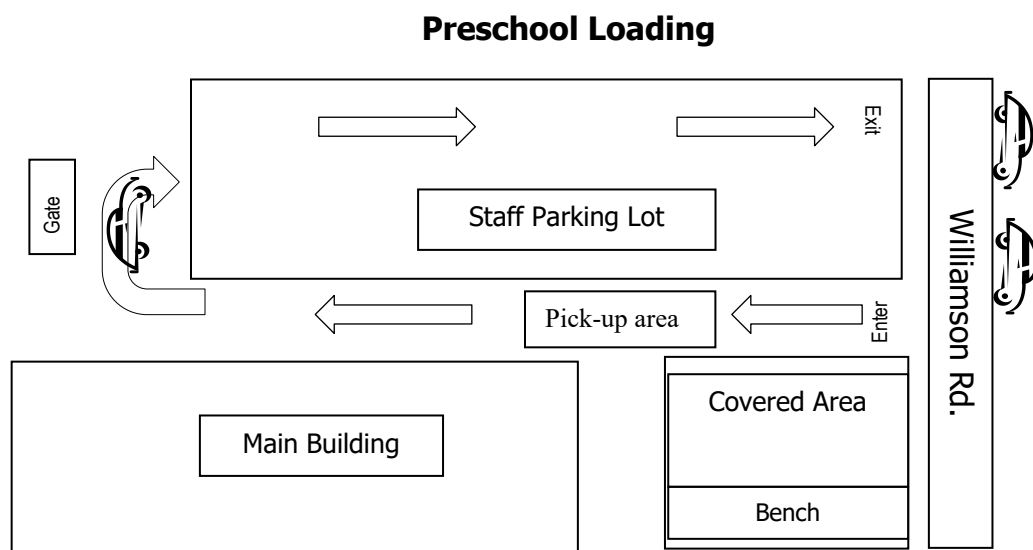 Preschool Loading
Exit
Gate
Staff Parking Lot
Williamson Rd.
Pick-up area
Enter
Covered Area
Main Building
Bench